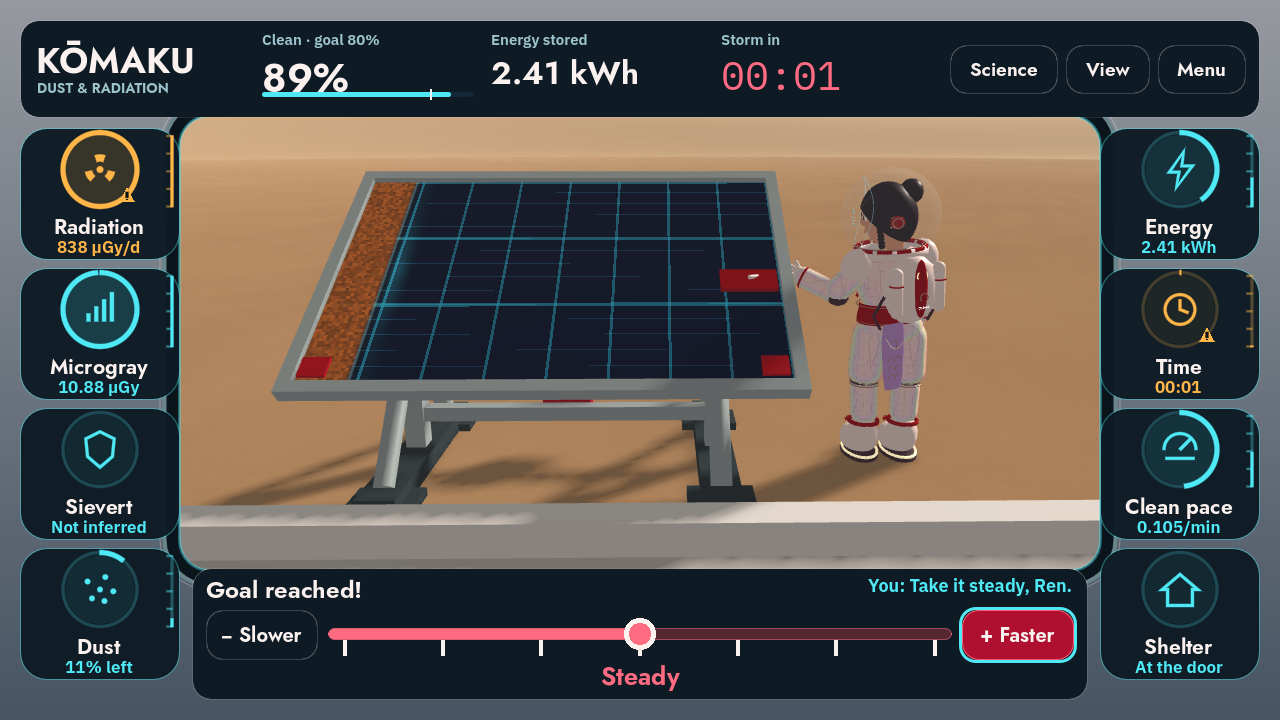 KŌMAKU
DUST & RADIATION
Clean · goal 80%
89%
Energy stored
2.41 kWh
Storm in
00:01
Science
View
Menu
Radiation
838 µGy/d
Microgray
10.88 µGy
Sievert
Not inferred
Dust
11% left
Energy
2.41 kWh
Time
00:01
Clean pace
0.105/min
Shelter
At the door
Goal reached!
You: Take it steady, Ren.
– Slower
+ Faster
Steady